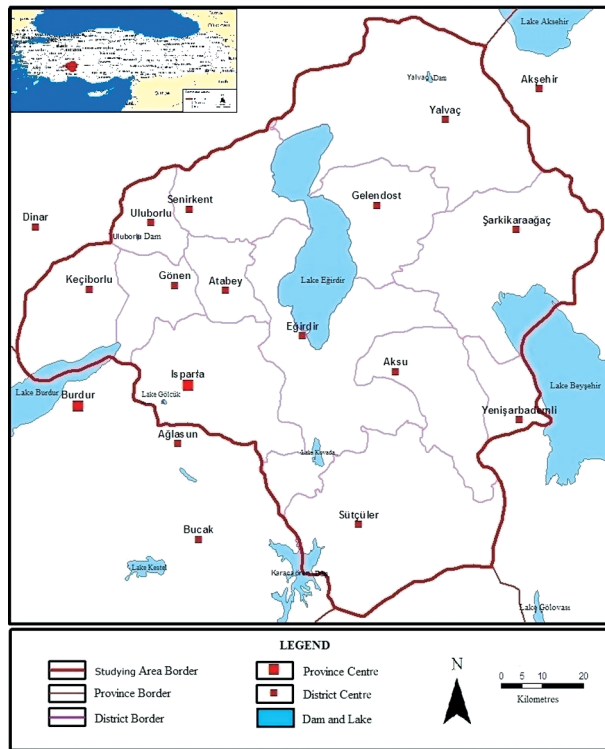 Lake Akşehir
Akşehir
Yalvaç Dam
Yalvaç
Gelendost
Senirkent
Uluborlu
Uluborlu Dam
Dinar
Şarkikaraağaç
Keçiborlu
Gönen
Atabey
Lake Eğirdir
Eğirdir
Aksu
Isparta
Lake Beyşehir
Lake Burdur
Burdur
Lake Gölcük
Yenişarbademli
Ağlasun
Lake Kovada
Sütçüler
Bucak
Lake Kestel
Lake Gölovası
LEGEND
Studying Area Border
Province Border
District Border
Province Centre
District Centre
Dam and Lake
N
0 5 10 20
Kilometres